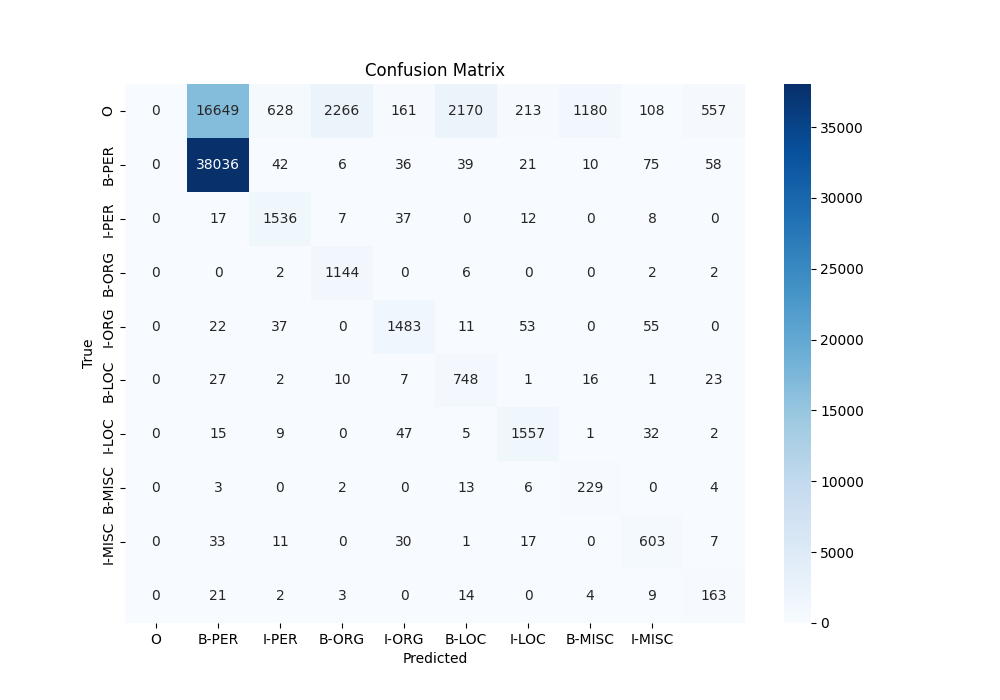 Confusion Matrix
O 0 16649 628 2266 161 2170 213 1180 108 557
B-PER 0 38036 42 6 36 39 21 10 75 58
I-PER 0 17 1536 7 37 0 12 0 8 0
B-ORG 0 0 2 1144 0 6 0 0 2 2
I-ORG 0 22 37 0 1483 11 53 0 55 0
B-LOC 0 27 2 10 7 748 1 16 1 23
I-LOC 0 15 9 0 47 5 1557 1 32 2
B-MISC 0 3 0 2 0 13 6 229 0 4
I-MISC 0 33 11 0 30 1 17 0 603 7
0 21 2 3 0 14 0 4 9 163
O B-PER I-PER B-ORG I-ORG B-LOC I-LOC B-MISC I-MISC
Predicted
True
35000
30000
25000
20000
15000
10000
5000
0